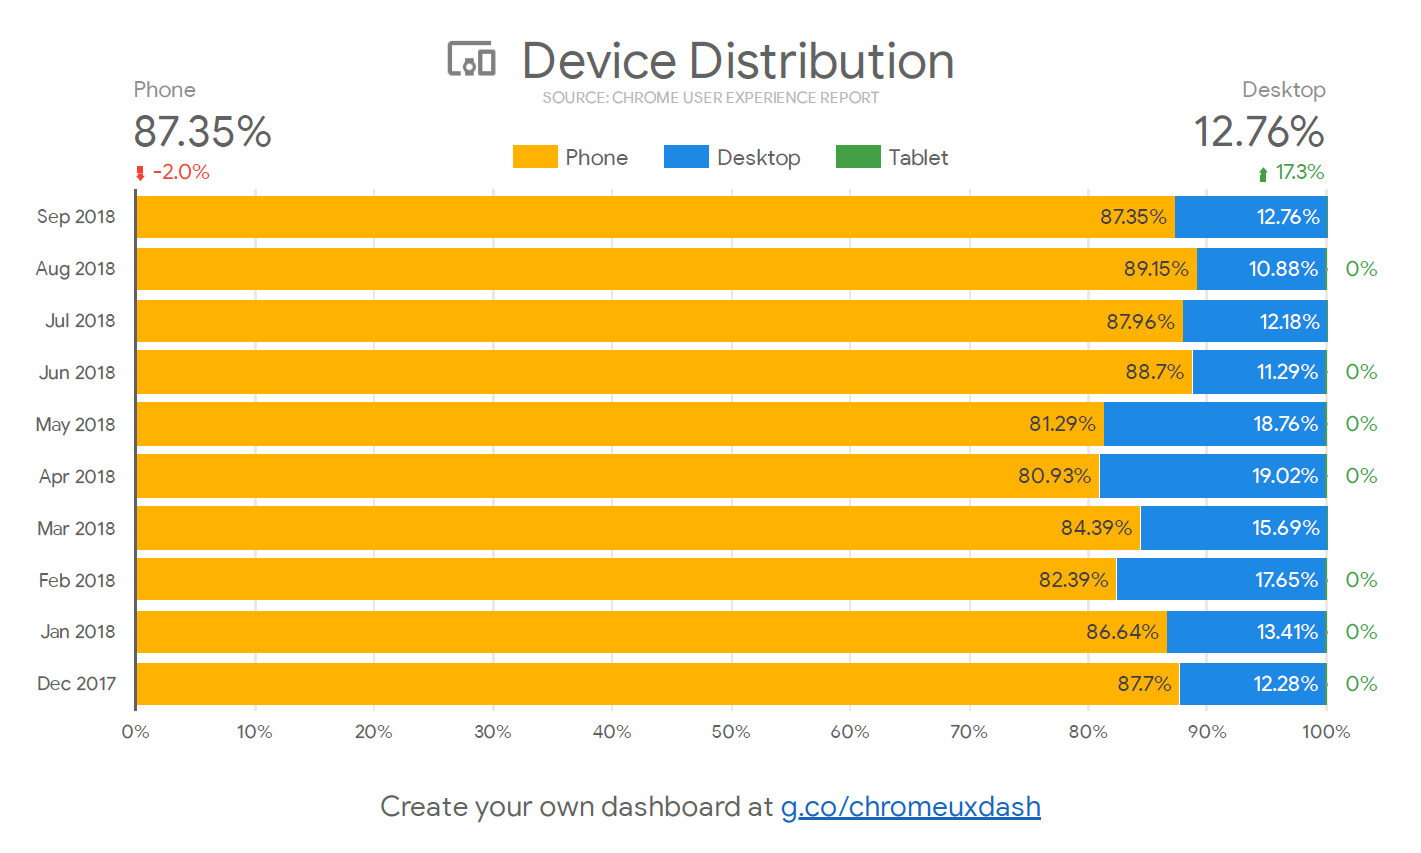 Device Distribution
SOURCE: CHROME USER EXPERIENCE REPORT
Phone
87.35%
-2.0%
Desktop
12.76%
17.3%
Phone Desktop Tablet
Sep 2018 87.35% 12.76%
Aug 2018 89.15% 10.88% 0%
Jul 2018 87.96% 12.18%
Jun 2018 88.7% 11.29% 0%
May 2018 81.29% 18.76% 0%
Apr 2018 80.93% 19.02% 0%
Mar 2018 84.39% 15.69%
Feb 2018 82.39% 17.65% 0%
Jan 2018 86.64% 13.41% 0%
Dec 2017 87.7% 12.28% 0%
0% 10% 20% 30% 40% 50% 60% 70% 80% 90% 100%
Create your own dashboard at g.co/chromeuxdash